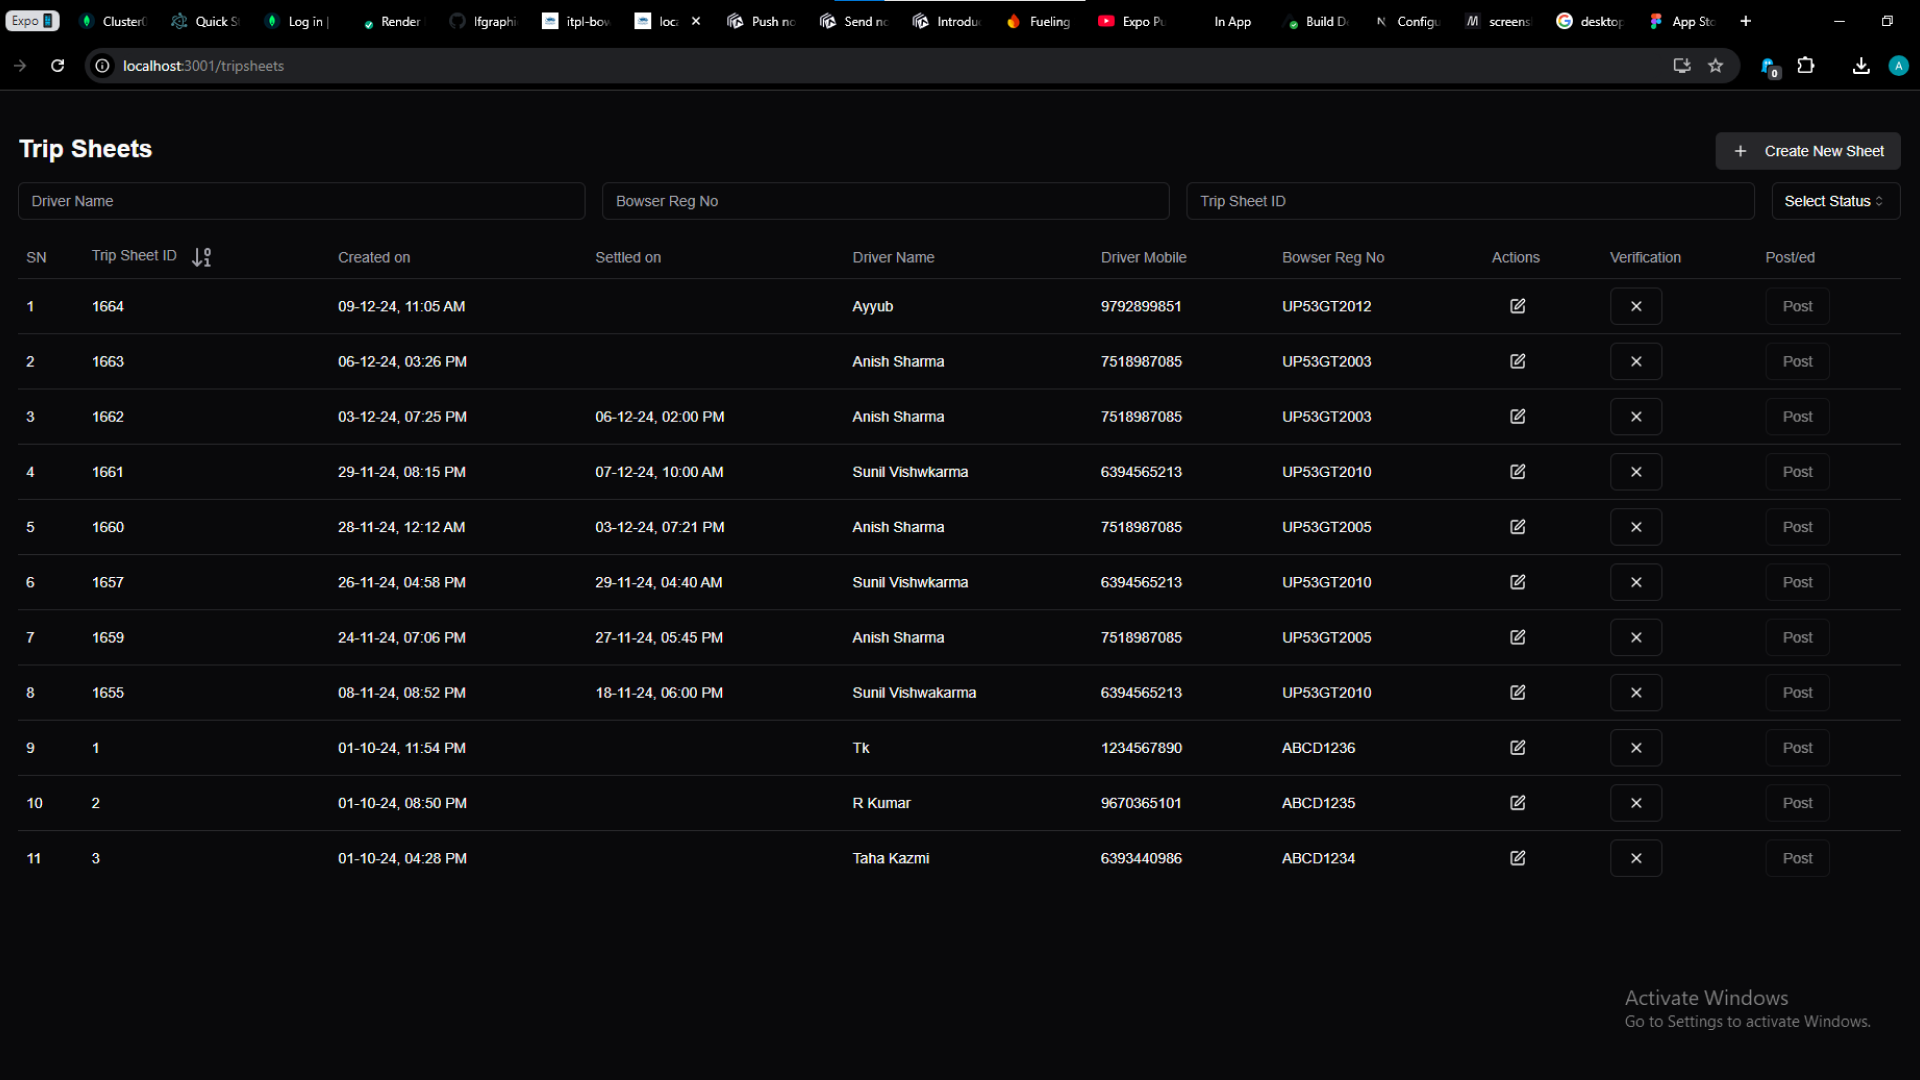 Expo Cluster Quick S Log in | Render lfgraphi itpl-bow loc Push no Send no Introdu Fueling Expo Pu In App Build D Configu screens desktop App Sto
localhost:3001/tripsheets 0 A
Trip Sheets
+ Create New Sheet
Driver Name Bowser Reg No Trip Sheet ID Select Status
SN Trip Sheet ID Created on Settled on Driver Name Driver Mobile Bowser Reg No Actions Verification Post/ed
1 1664 09-12-24, 11:05 AM Ayyub 9792899851 UP53GT2012 Post
2 1663 06-12-24, 03:26 PM Anish Sharma 7518987085 UP53GT2003 Post
3 1662 03-12-24, 07:25 PM 06-12-24, 02:00 PM Anish Sharma 7518987085 UP53GT2003 Post
4 1661 29-11-24, 08:15 PM 07-12-24, 10:00 AM Sunil Vishwkarma 6394565213 UP53GT2010 Post
5 1660 28-11-24, 12:12 AM 03-12-24, 07:21 PM Anish Sharma 7518987085 UP53GT2005 Post
6 1657 26-11-24, 04:58 PM 29-11-24, 04:40 AM Sunil Vishwkarma 6394565213 UP53GT2010 Post
7 1659 24-11-24, 07:06 PM 27-11-24, 05:45 PM Anish Sharma 7518987085 UP53GT2005 Post
8 1655 08-11-24, 08:52 PM 18-11-24, 06:00 PM Sunil Vishwakarma 6394565213 UP53GT2010 Post
9 1 01-10-24, 11:54 PM Tk 1234567890 ABCD1236 Post
10 2 01-10-24, 08:50 PM R Kumar 9670365101 ABCD1235 Post
11 3 01-10-24, 04:28 PM Taha Kazmi 6393440986 ABCD1234 Post
Activate Windows
Go to Settings to activate Windows.